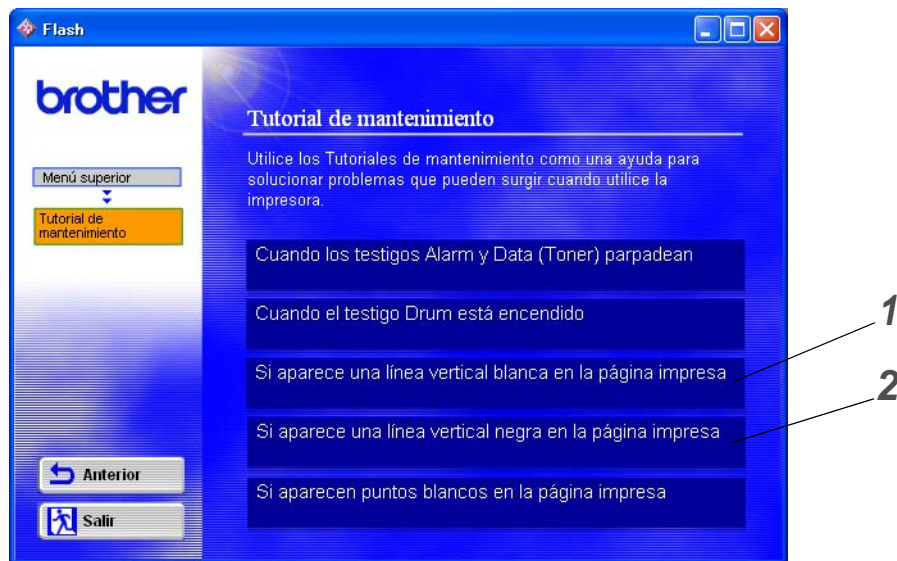 Flash
brother
Menú superior
Tutorial de
mantenimiento
Tutorial de mantenimiento
Utilice los Tutoriales de mantenimiento como una ayuda para
solucionar problemas que pueden surgir cuando utilice la
impresora.
Cuando los testigos Alarm y Data (Toner) parpadean
Cuando el testigo Drum está encendido
Si aparece una línea vertical blanca en la página impresa
1
Si aparece una línea vertical negra en la página impresa
2
Si aparecen puntos blancos en la página impresa
Anterior
Salir